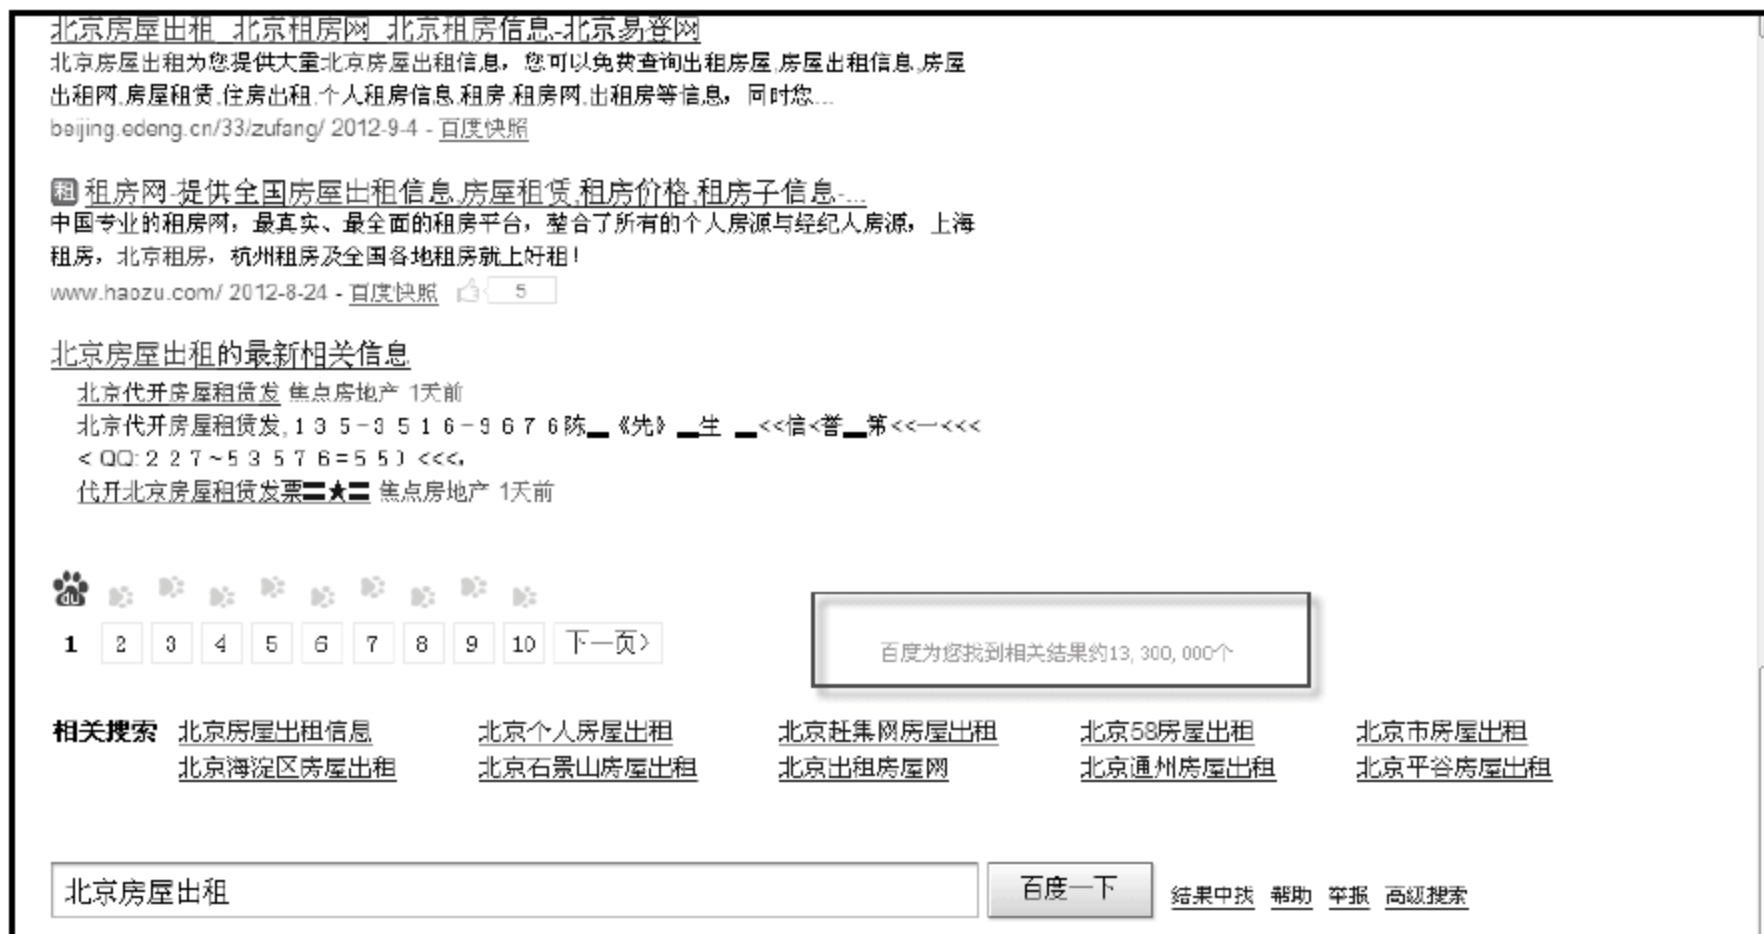 北京房屋出租_北京租房网_北京租房信息-北京易登网
北京房屋出租为您提供大量北京房屋出租信息，您可以免费查询出租房屋,房屋出租信息,房屋
出租网,房屋租赁,住房出租,个人租房信息,租房,租房网,出租房等信息，同时您...
beijing.edeng.cn/33/zufang/ 2012-9-4 - 百度快照
租 租房网-提供全国房屋出租信息,房屋租赁,租房价格,租房子信息-...
中国专业的租房网，最真实、最全面的租房平台，整合了所有的个人房源与经纪人房源，上海
租房，北京租房，杭州租房及全国各地租房就上好租！
www.haozu.com/ 2012-8-24 - 百度快照 5
北京房屋出租的最新相关信息
北京代开房屋租赁发 焦点房地产 1天前
北京代开房屋租赁发,1 3 5－3 5 1 6－9 6 7 6陈▂《先》▂生 ▂<<信<誉▂第<<一<<<
< QQ:2 2 7~5 3 5 7 6=5 5) <<<,
代开北京房屋租赁发票〓★〓 焦点房地产 1天前
du
1 2 3 4 5 6 7 8 9 10 下一页>
百度为您找到相关结果约13,300,000个
相关搜索 北京房屋出租信息 北京个人房屋出租 北京赶集网房屋出租 北京58房屋出租 北京市房屋出租
北京海淀区房屋出租 北京石景山房屋出租 北京出租房屋网 北京通州房屋出租 北京平谷房屋出租
北京房屋出租 百度一下 结果中找 帮助 举报 高级搜索